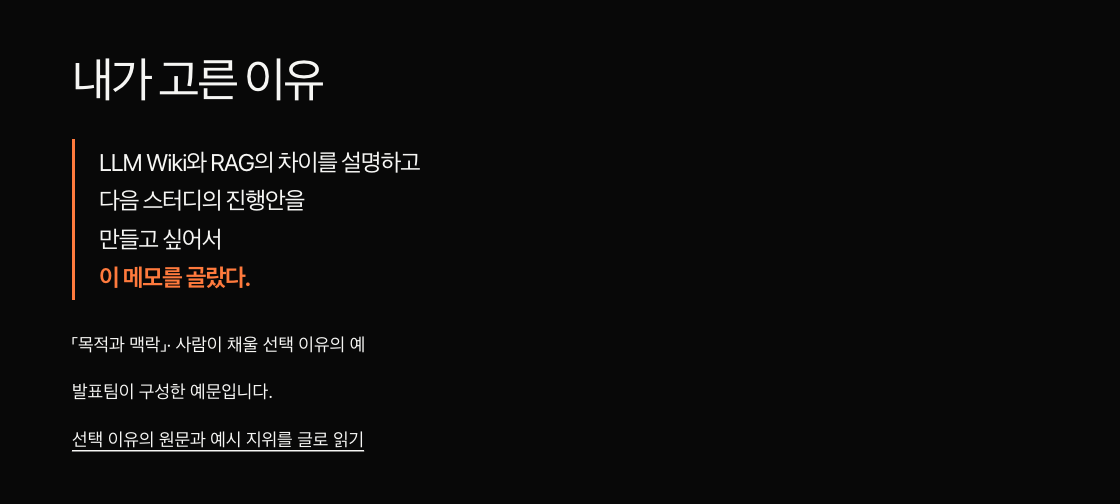 내가 고른 이유
LLM Wiki와 RAG의 차이를 설명하고
다음 스터디의 진행안을
만들고 싶어서
이 메모를 골랐다.
「목적과 맥락」· 사람이 채울 선택 이유의 예
발표팀이 구성한 예문입니다.
선택 이유의 원문과 예시 지위를 글로 읽기